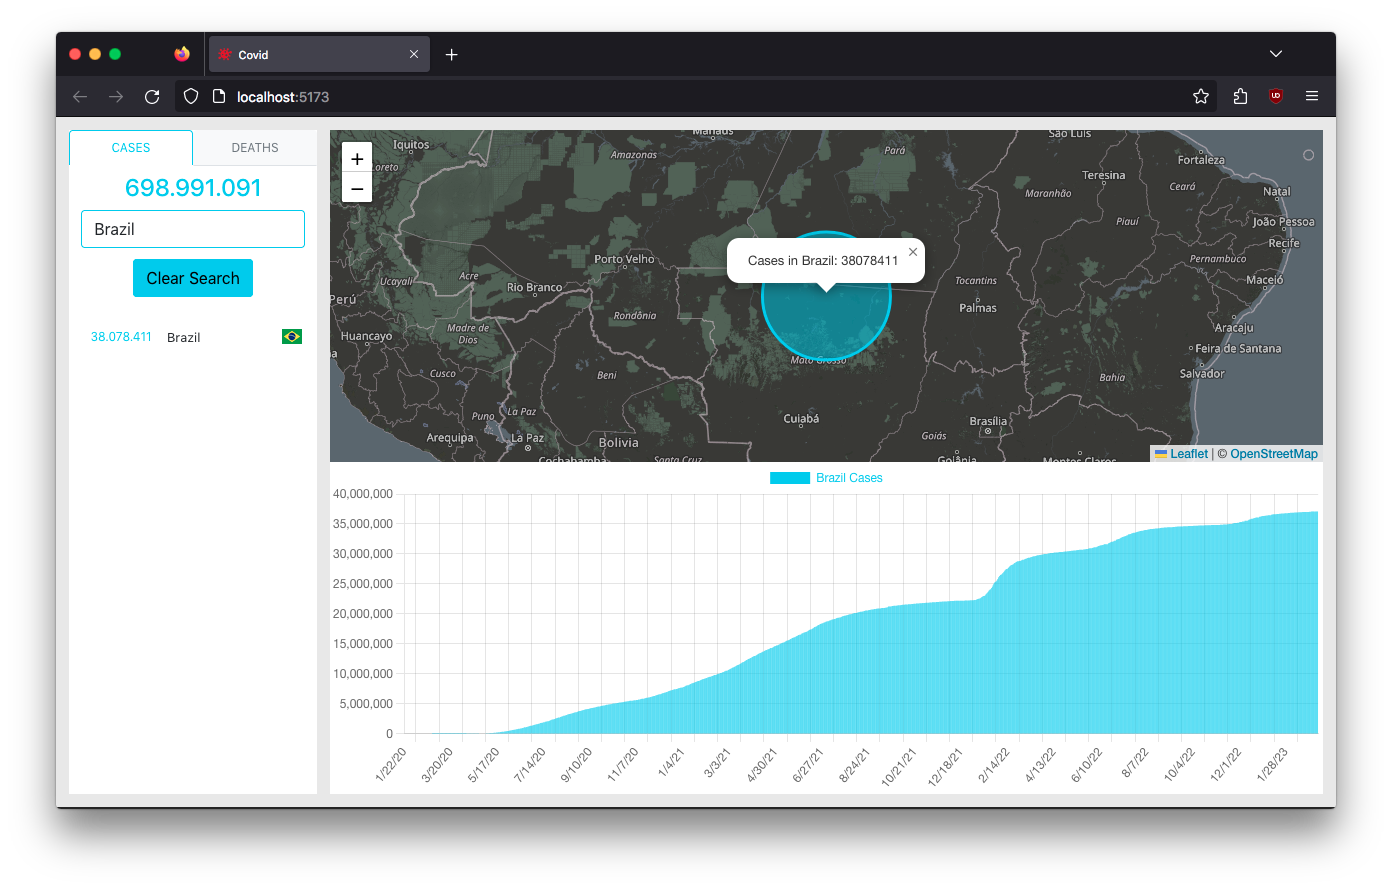 Covid
localhost:5173
CASES
DEATHS
698.991.091
Brazil
Clear Search
38.078.411 Brazil
+
−
Manaus
São Luís
Iquitos
Amazonas
Pará
Fortaleza
Loreto
Teresina
Ceará
Natal
Maranhão
Piauí
João Pessoa
Recife
Porto Velho
Cases in Brazil: 38078411
Pernambuco
Ucayali
Acre
Rio Branco
Tocantins
Maceió
Perú
Palmas
Rondônia
Huancayo
Madre de
Dios
Aracaju
Mato Grosso
Feira de Santana
Cusco
Beni
Bahia
Salvador
Puno
La Paz
Cuiabá
Brasília
Arequipa
La Paz
Bolivia
Goiás
Cochabamba
Santa Cruz
Goiânia
Montes Claros
Leaflet | © OpenStreetMap
Brazil Cases
40,000,000
35,000,000
30,000,000
25,000,000
20,000,000
15,000,000
10,000,000
5,000,000
0
1/22/20 3/20/20 5/17/20 7/14/20 9/10/20 11/7/20 1/4/21 3/3/21 4/30/21 6/27/21 8/24/21 10/21/21 12/18/21 2/14/22 4/13/22 6/10/22 8/7/22 10/4/22 12/1/22 1/28/23